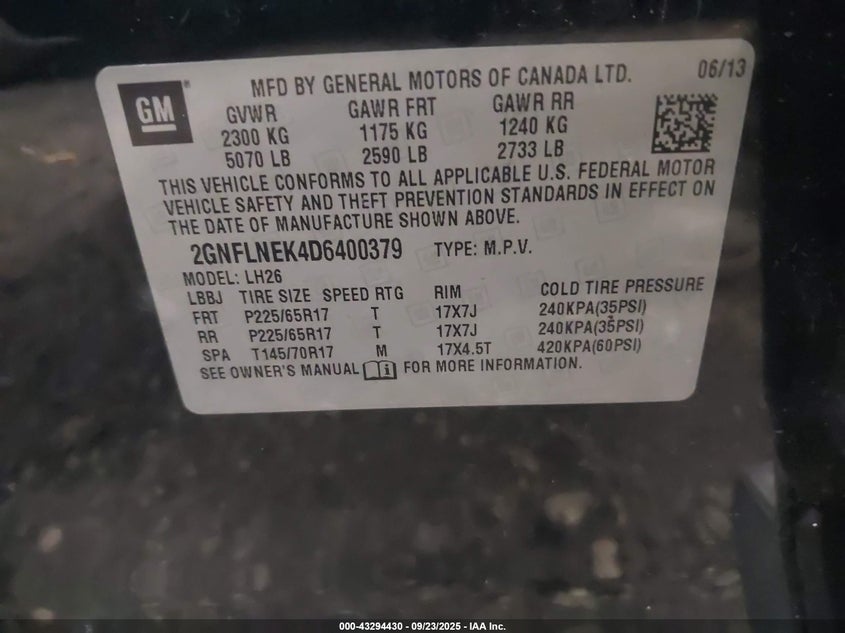 MFD BY GENERAL MOTORS OF CANADA LTD. 06/13
GM
GVWR GAWR FRT GAWR RR
2300 KG 1175 KG 1240 KG
5070 LB 2590 LB 2733 LB
THIS VEHICLE CONFORMS TO ALL APPLICABLE U.S. FEDERAL MOTOR
VEHICLE SAFETY AND THEFT PREVENTION STANDARDS IN EFFECT ON
THE DATE OF MANUFACTURE SHOWN ABOVE.
2GNFLNEK4D6400379 TYPE: M.P.V.
MODEL: LH26
LBBJ TIRE SIZE SPEED RTG RIM COLD TIRE PRESSURE
FRT P225/65R17 T 17X7J 240KPA(35PSI)
RR P225/65R17 T 17X7J 240KPA(35PSI)
SPA T145/70R17 M 17X4.5T 420KPA(60PSI)
SEE OWNER'S MANUAL FOR MORE INFORMATION.
000-43294430 - 09/23/2025 - IAA Inc.